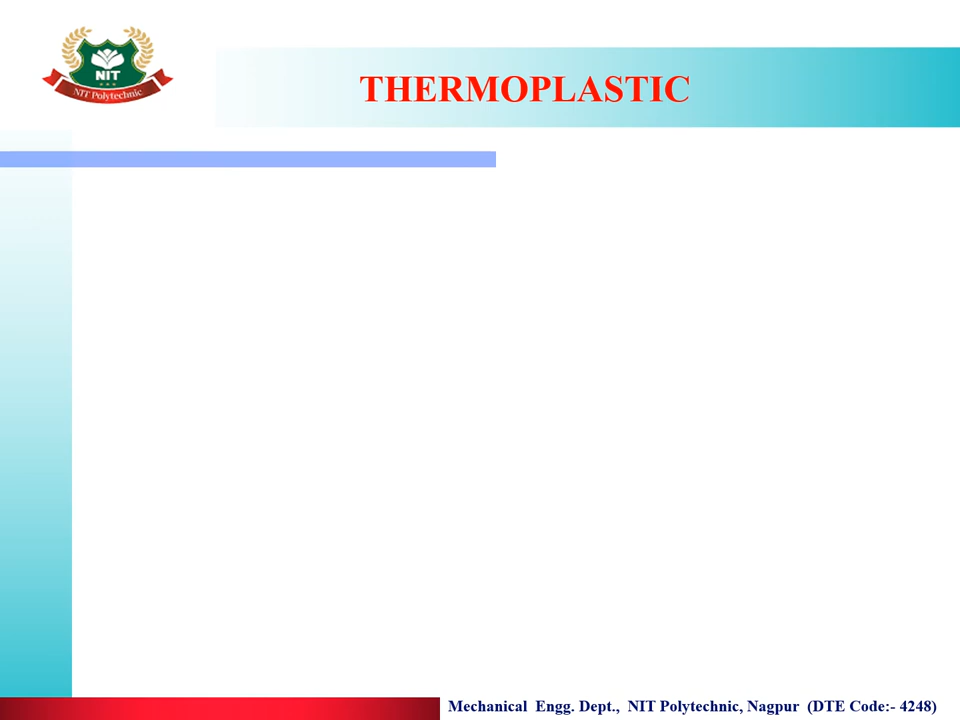 NIT
NIT Polytechnic
THERMOPLASTIC
Mechanical Engg. Dept., NIT Polytechnic, Nagpur (DTE Code:- 4248)